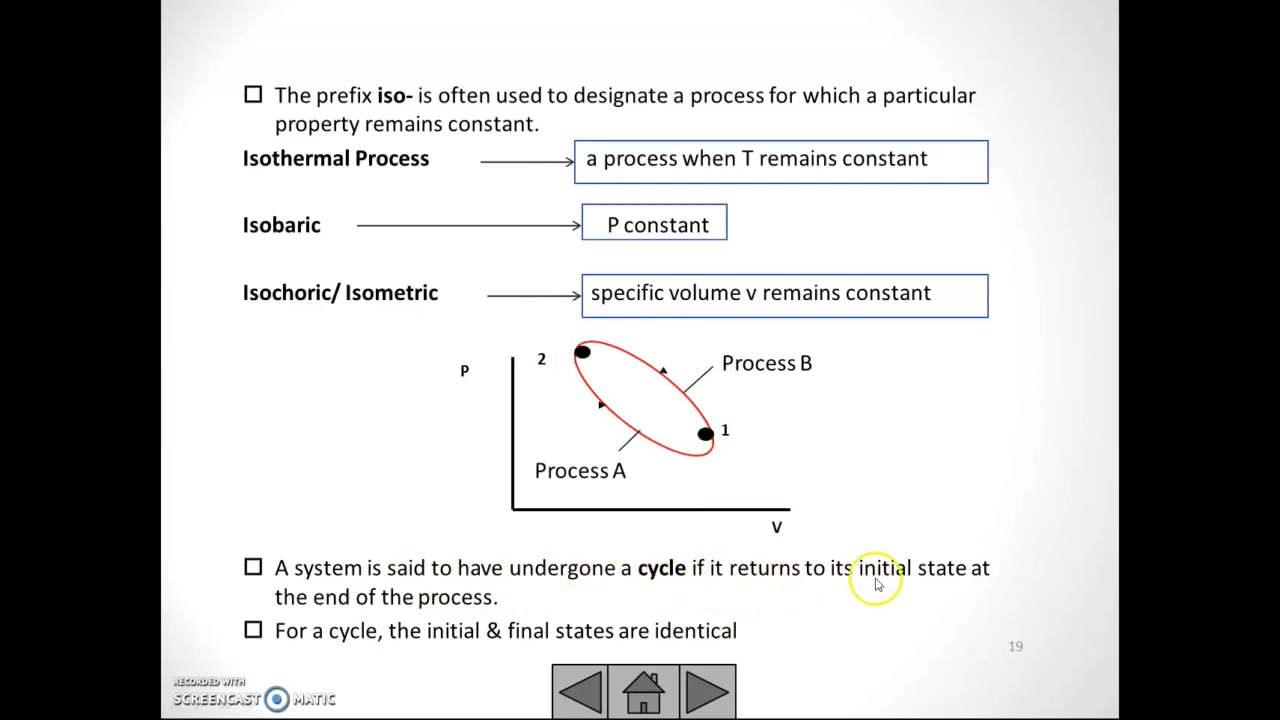 The prefix iso- is often used to designate a process for which a particular
property remains constant.
Isothermal Process
a process when T remains constant
Isobaric
P constant
Isochoric/ Isometric
specific volume v remains constant
2
P
Process B
1
Process A
V
A system is said to have undergone a cycle if it returns to its initial state at
the end of the process.
For a cycle, the initial & final states are identical
19
RECORDED WITH
SCREENCAST MATIC